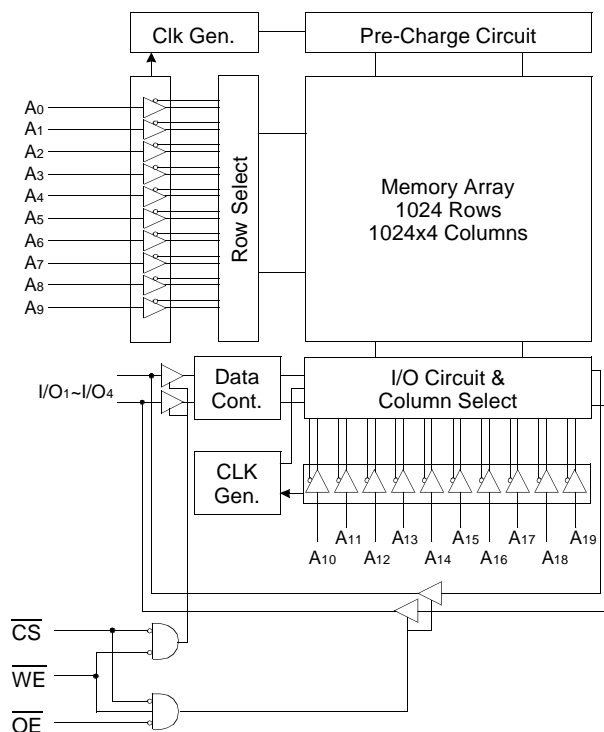 Clk Gen.
Pre-Charge Circuit
A0
A1
A2
A3
A4
A5
A6
A7
A8
A9
Row Select
Memory Array
1024 Rows
1024x4 Columns
I/O1~I/O4
Data
Cont.
I/O Circuit &
Column Select
CLK
Gen.
A10
A11
A12
A13
A14
A15
A16
A17
A18
A19
CS
WE
OE